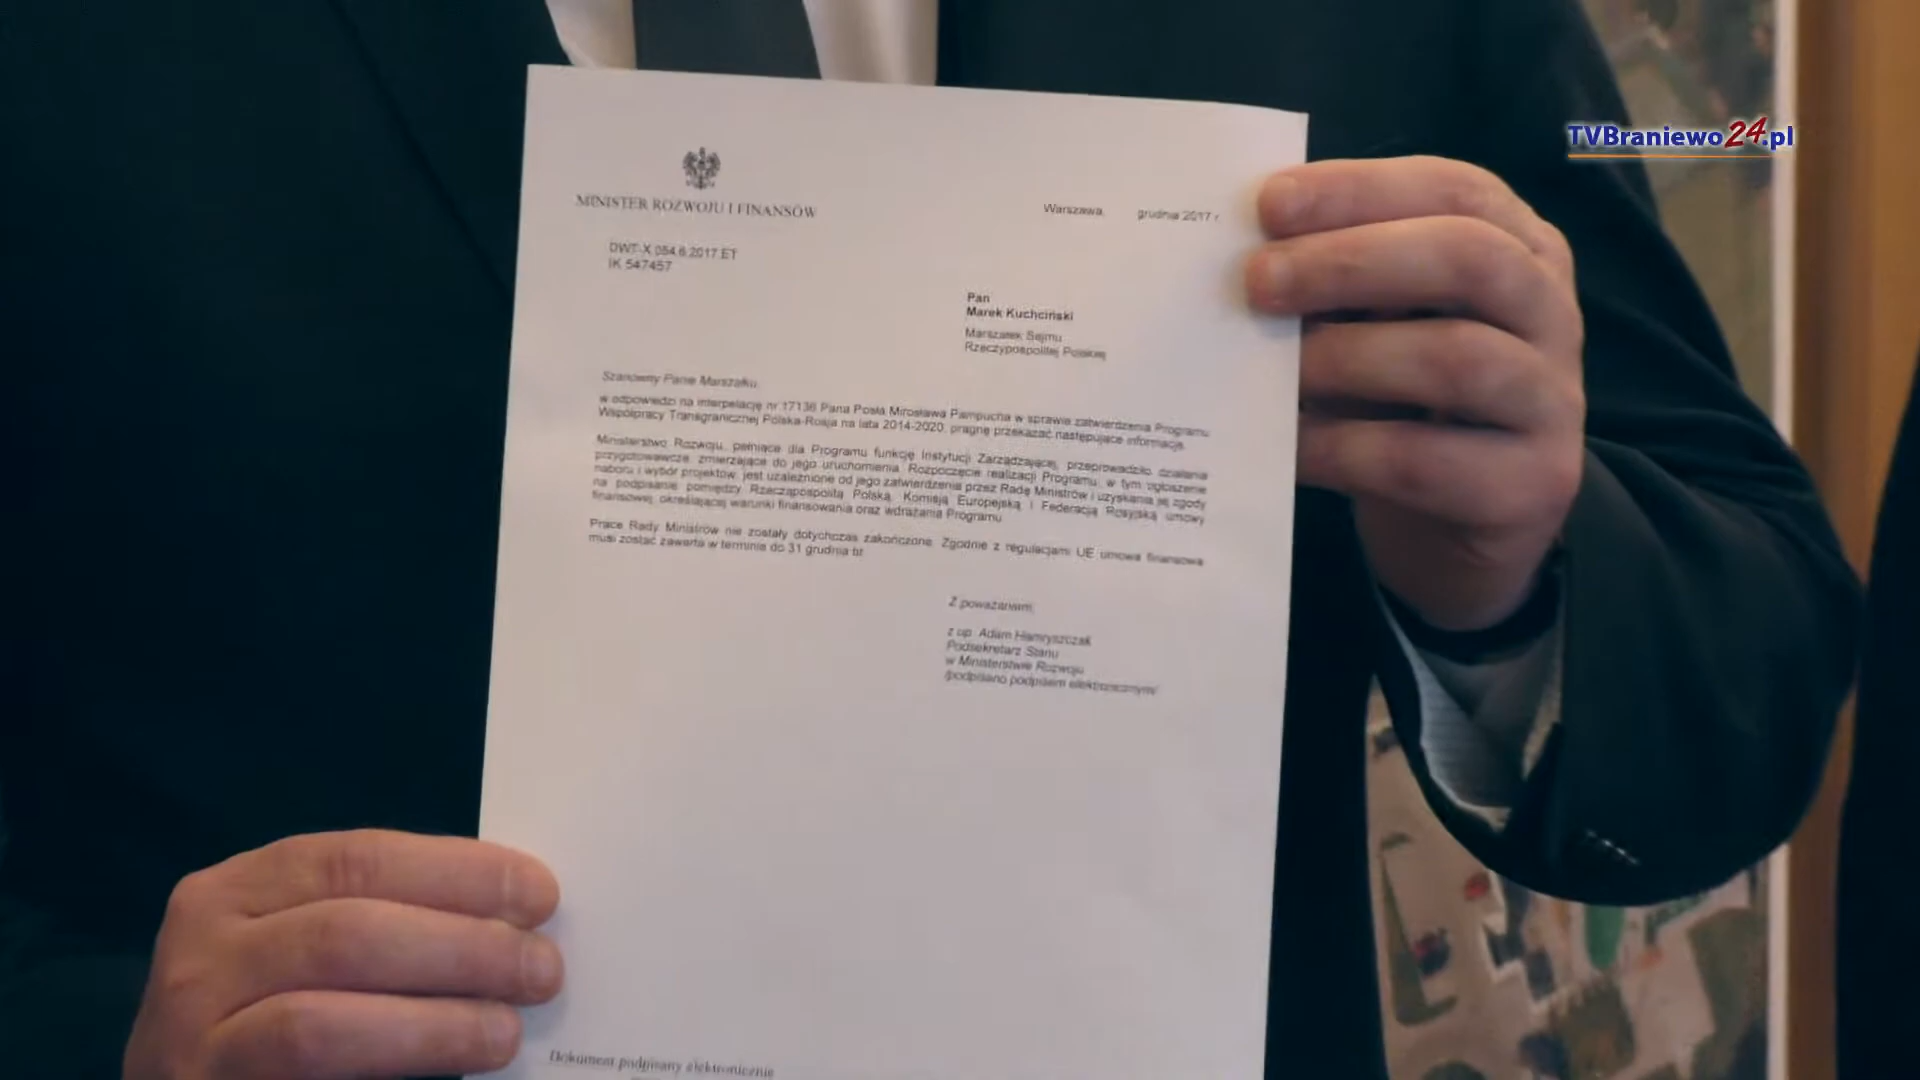 TVBraniewo24.pl
MINISTER ROZWOJU I FINANSÓW
Warszawa, grudnia 2017 r.
DWT-X.054.6.2017.ET
IK 547457
Pan
Marek Kuchciński
Marszałek Sejmu
Rzeczypospolitej Polskiej
Szanowny Panie Marszałku,
w odpowiedzi na interpelację nr 17136 Pana Posła Mirosława Pampucha w sprawie zatwierdzenia Programu
Współpracy Transgranicznej Polska-Rosja na lata 2014-2020, pragnę przekazać następujące informacje.
Ministerstwo Rozwoju, pełniące dla Programu funkcję Instytucji Zarządzającej, przeprowadziło działania
przygotowawcze, zmierzające do jego uruchomienia. Rozpoczęcie realizacji Programu, w tym ogłoszenie
naboru i wybór projektów, jest uzależnione od jego zatwierdzenia przez Radę Ministrów i uzyskania jej zgody
na podpisanie pomiędzy Rzecząpospolitą Polską, Komisją Europejską i Federacją Rosyjską umowy
finansowej, określającej warunki finansowania oraz wdrażania Programu.
Prace Rady Ministrów nie zostały dotychczas zakończone. Zgodnie z regulacjami UE umowa finansowa
musi zostać zawarta w terminie do 31 grudnia br.
Z poważaniem,
z up. Adam Hamryszczak
Podsekretarz Stanu
w Ministerstwie Rozwoju
/podpisano podpisem elektronicznym/
Dokument podpisany elektronicznie